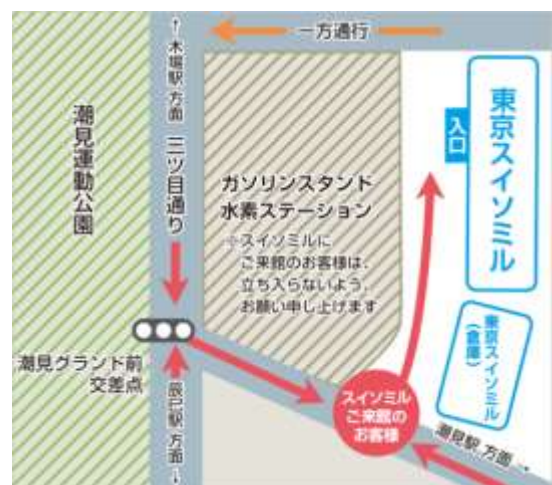 一方通行
↑木場駅 方面
三ツ目通り
潮見運動公園
東京スイソミル
入口
ガソリンスタンド
水素ステーション
※スイソミルに
ご来館のお客様は、
立ち入らないよう、
お願い申し上げます
東京スイソミル
(倉庫)
潮見グランド前
交差点
辰巳駅 方面↓
スイソミル
ご来館の
お客様
潮見駅 方面 →